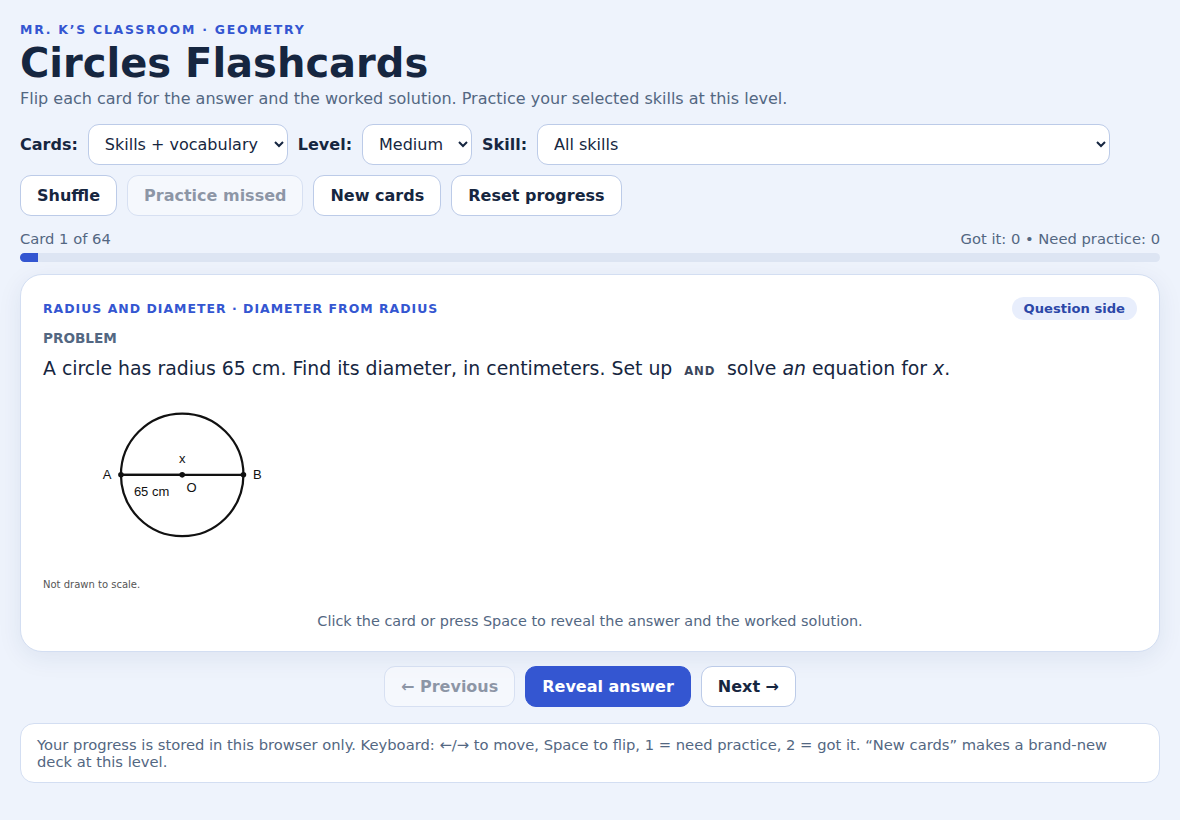 MR. K’S CLASSROOM · GEOMETRY
Circles Flashcards
Flip each card for the answer and the worked solution. Practice your selected skills at this level.
Cards: Skills + vocabulary Level: Medium Skill: All skills
Shuffle Practice missed New cards Reset progress
Card 1 of 64 Got it: 0 • Need practice: 0
RADIUS AND DIAMETER · DIAMETER FROM RADIUS Question side
PROBLEM
A circle has radius 65 cm. Find its diameter, in centimeters. Set up AND solve an equation for x.
x
A B
65 cm O
Not drawn to scale.
Click the card or press Space to reveal the answer and the worked solution.
← Previous Reveal answer Next →
Your progress is stored in this browser only. Keyboard: ←/→ to move, Space to flip, 1 = need practice, 2 = got it. “New cards” makes a brand-new
deck at this level.